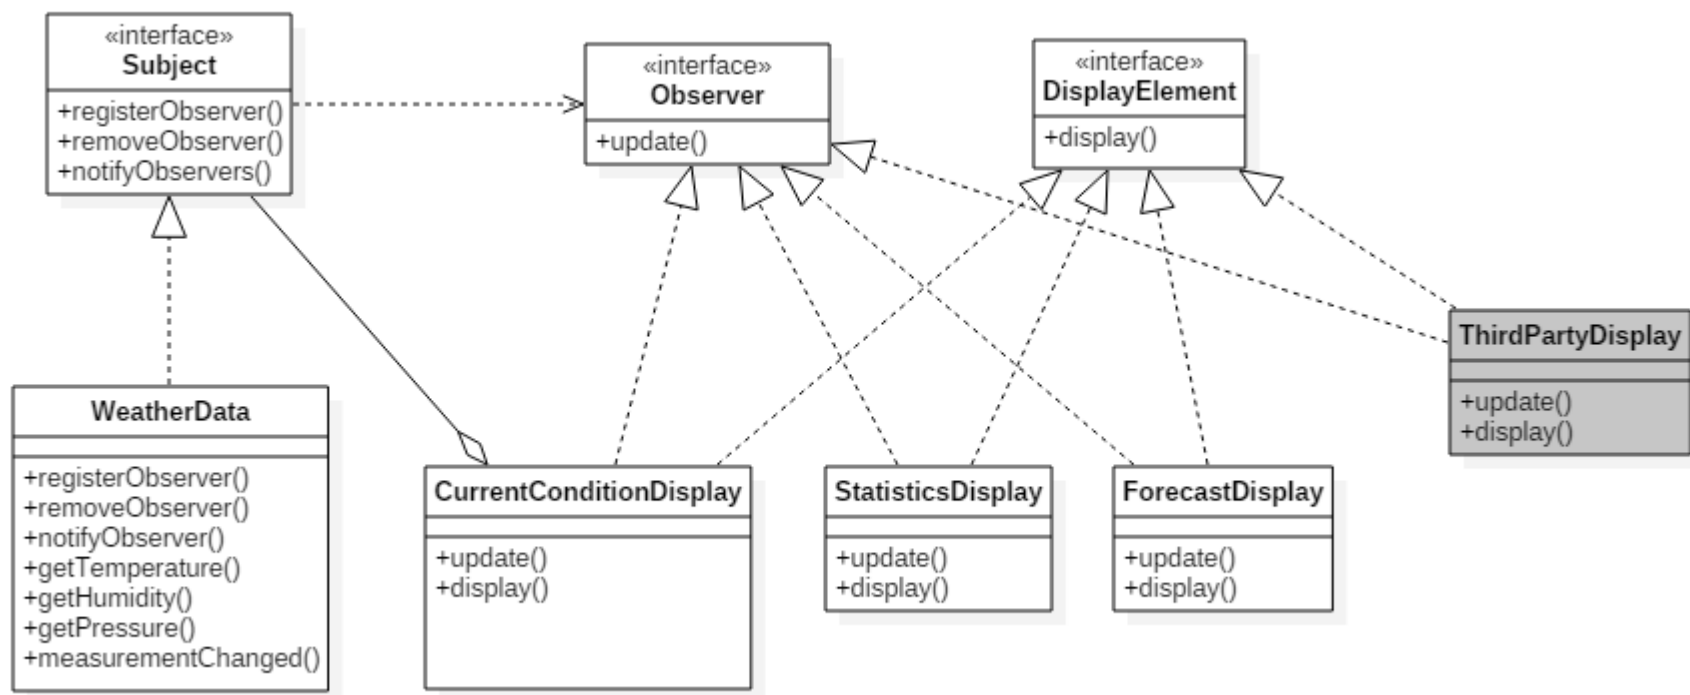 «interface»
Subject
+registerObserver()
+removeObserver()
+notifyObservers()
«interface»
Observer
+update()
«interface»
DisplayElement
+display()
ThirdPartyDisplay
+update()
+display()
WeatherData
+registerObserver()
+removeObserver()
+notifyObserver()
+getTemperature()
+getHumidity()
+getPressure()
+measurementChanged()
CurrentConditionDisplay
+update()
+display()
StatisticsDisplay
+update()
+display()
ForecastDisplay
+update()
+display()